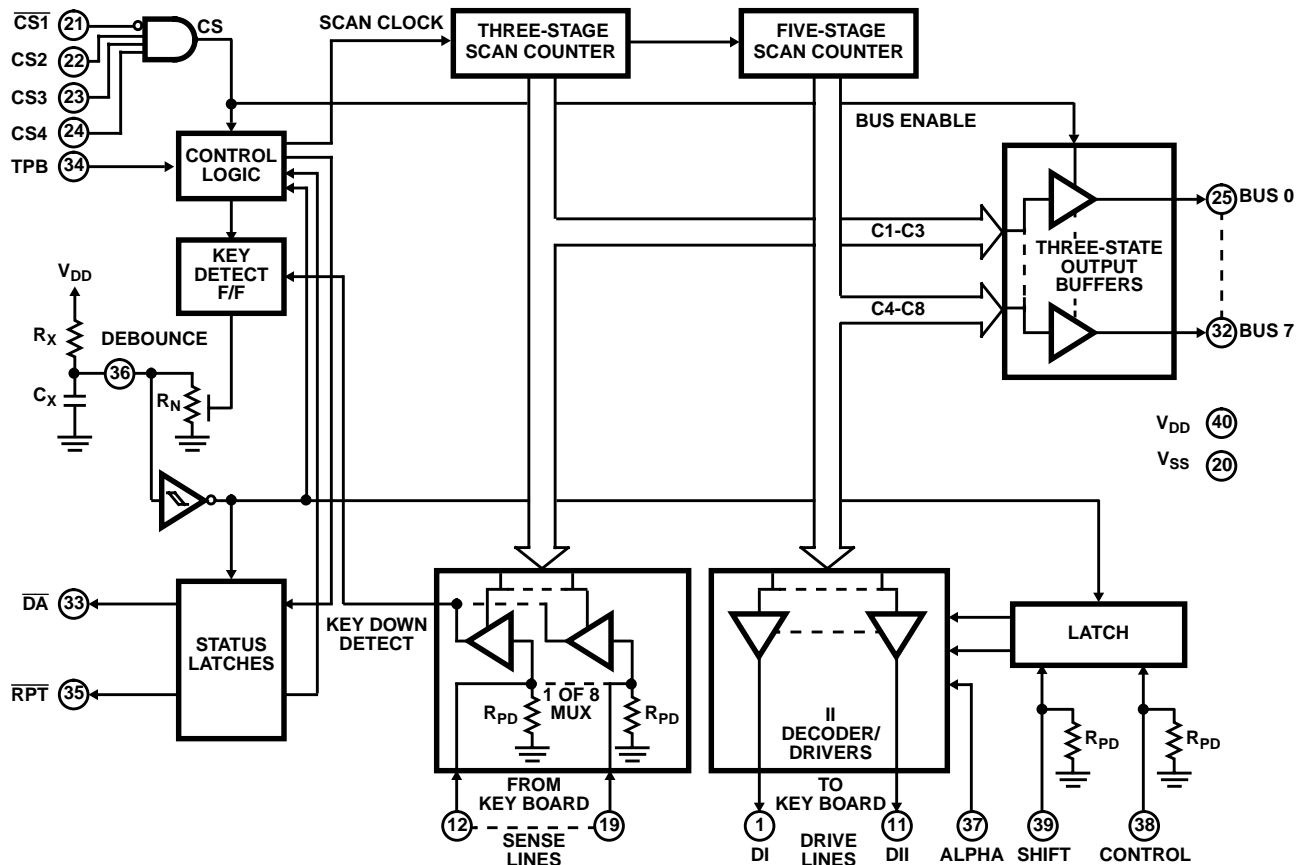 CS1 21
CS2 22
CS3 23
CS4 24
TPB 34
CS
SCAN CLOCK
THREE-STAGE
SCAN COUNTER
FIVE-STAGE
SCAN COUNTER
BUS ENABLE
CONTROL
LOGIC
C1-C3
25 BUS 0
THREE-STATE
OUTPUT
BUFFERS
KEY
DETECT
F/F
C4-C8
32 BUS 7
VDD
RX
DEBOUNCE
36
CX
RN
VDD 40
VSS 20
DA 33
RPT 35
STATUS
LATCHES
KEY DOWN
DETECT
1 OF 8
MUX
RPD
RPD
II
DECODER/
DRIVERS
LATCH
RPD
RPD
FROM
KEY BOARD
TO
KEY BOARD
12
19
SENSE
LINES
1
DI
DRIVE
LINES
11
DII
37
ALPHA
39
SHIFT
38
CONTROL